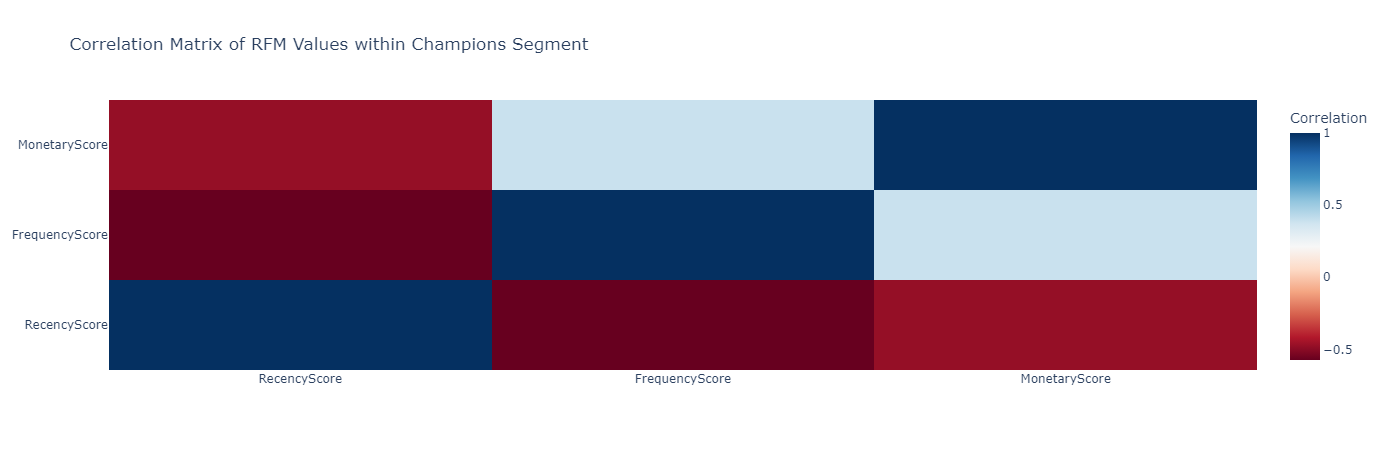 Correlation Matrix of RFM Values within Champions Segment
Correlation
1
0.5
0
−0.5
MonetaryScore
FrequencyScore
RecencyScore
RecencyScore FrequencyScore MonetaryScore